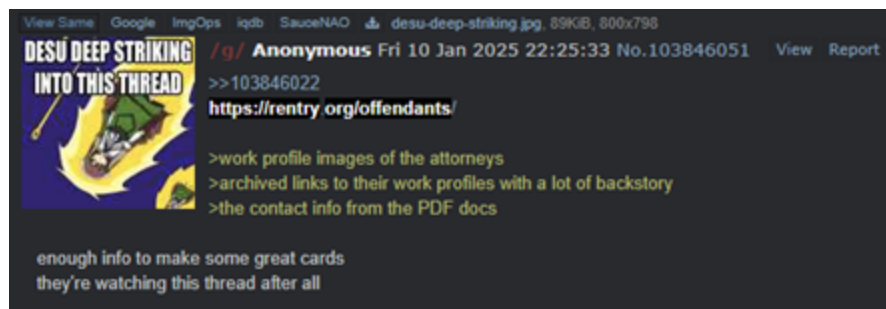 View Same Google ImgOps iqdb SauceNAO desu-deep-striking.jpg, 89KiB, 800x798
DESU DEEP STRIKING
INTO THIS THREAD
/g/ Anonymous Fri 10 Jan 2025 22:25:33 No.103846051 View Report
>>103846022
https://rentry.org/offendants/
>work profile images of the attorneys
>archived links to their work profiles with a lot of backstory
>the contact info from the PDF docs
enough info to make some great cards
they're watching this thread after all